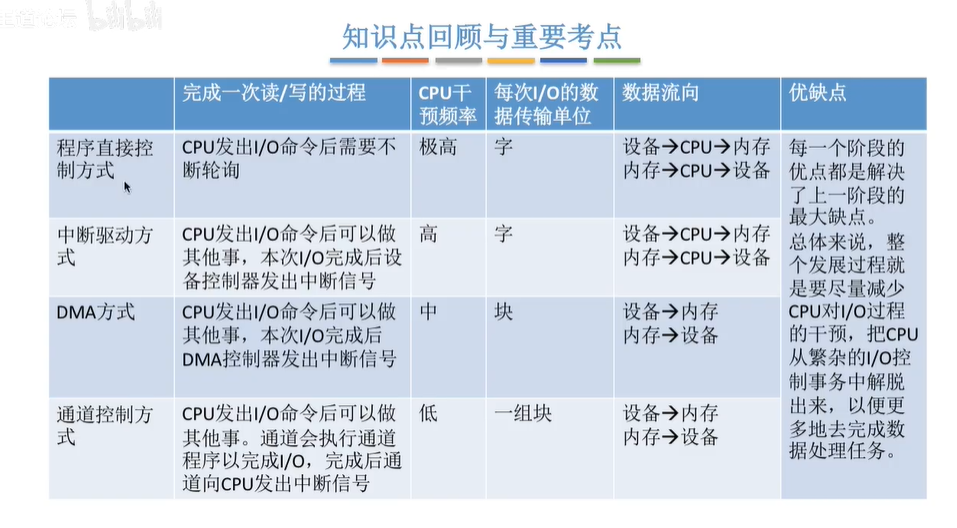 知识点回顾与重要考点
完成一次读/写的过程
CPU干
预频率
每次I/O的数
据传输单位
数据流向
优缺点
程序直接控
制方式
CPU发出I/O命令后需要不
断轮询
极高
字
设备→CPU→内存
内存→CPU→设备
每一个阶段的
优点都是解决
了上一阶段的
最大缺点。
总体来说，整
个发展过程就
是要尽量减少
CPU对I/O过程
的干预，把CPU
从繁杂的I/O控
制事务中解脱
出来，以便更
多地去完成数
据处理任务。
中断驱动方
式
CPU发出I/O命令后可以做
其他事，本次I/O完成后设
备控制器发出中断信号
高
字
设备→CPU→内存
内存→CPU→设备
DMA方式
CPU发出I/O命令后可以做
其他事，本次I/O完成后
DMA控制器发出中断信号
中
块
设备→内存
内存→设备
通道控制方
式
CPU发出I/O命令后可以做
其他事。通道会执行通道
程序以完成I/O，完成后通
道向CPU发出中断信号
低
一组块
设备→内存
内存→设备